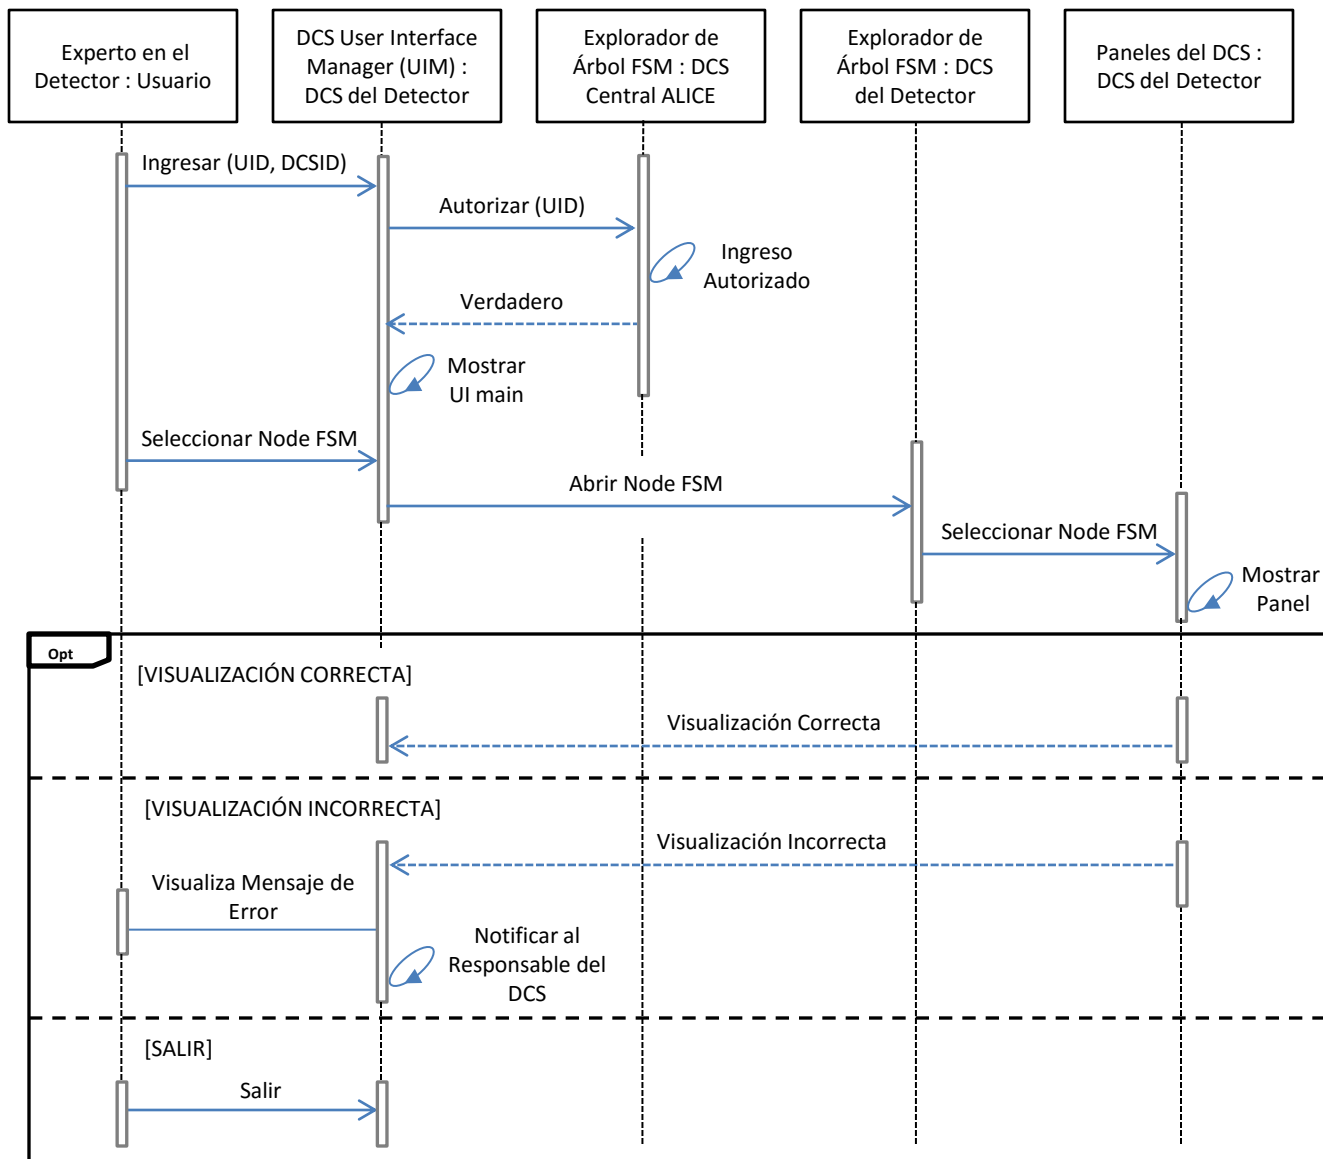 Experto en el
Detector : Usuario
DCS User Interface
Manager (UIM) :
DCS del Detector
Explorador de
Árbol FSM : DCS
Central ALICE
Explorador de
Árbol FSM : DCS
del Detector
Paneles del DCS :
DCS del Detector
Ingresar (UID, DCSID)
Autorizar (UID)
Ingreso
Autorizado
Verdadero
Mostrar
UI main
Seleccionar Node FSM
Abrir Node FSM
Seleccionar Node FSM
Mostrar
Panel
Opt
[VISUALIZACIÓN CORRECTA]
Visualización Correcta
[VISUALIZACIÓN INCORRECTA]
Visualización Incorrecta
Visualiza Mensaje de
Error
Notificar al
Responsable del
DCS
[SALIR]
Salir